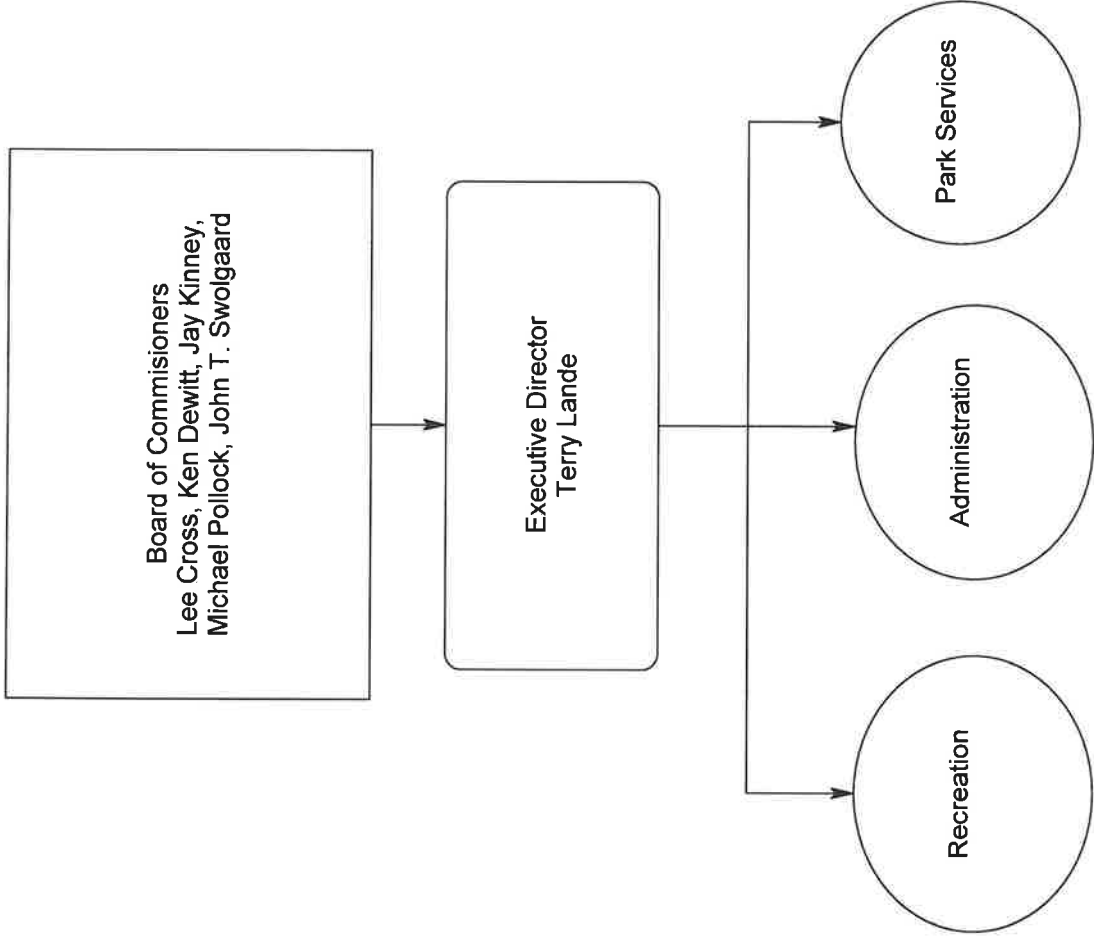 Board of Commisioners
Lee Cross, Ken Dewitt, Jay Kinney,
Michael Pollock, John T. Swolgaard
Executive Director
Terry Lande
Recreation
Administration
Park Services